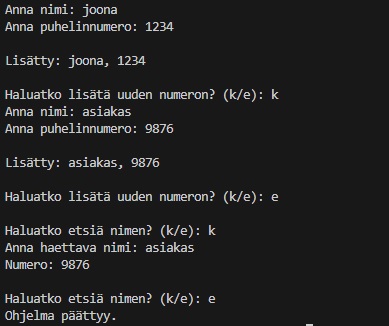 Anna nimi: joona
Anna puhelinnumero: 1234
Lisätty: joona, 1234
Haluatko lisätä uuden numeron? (k/e): k
Anna nimi: asiakas
Anna puhelinnumero: 9876
Lisätty: asiakas, 9876
Haluatko lisätä uuden numeron? (k/e): e
Haluatko etsiä nimen? (k/e): k
Anna haettava nimi: asiakas
Numero: 9876
Haluatko etsiä nimen? (k/e): e
Ohjelma päättyy.